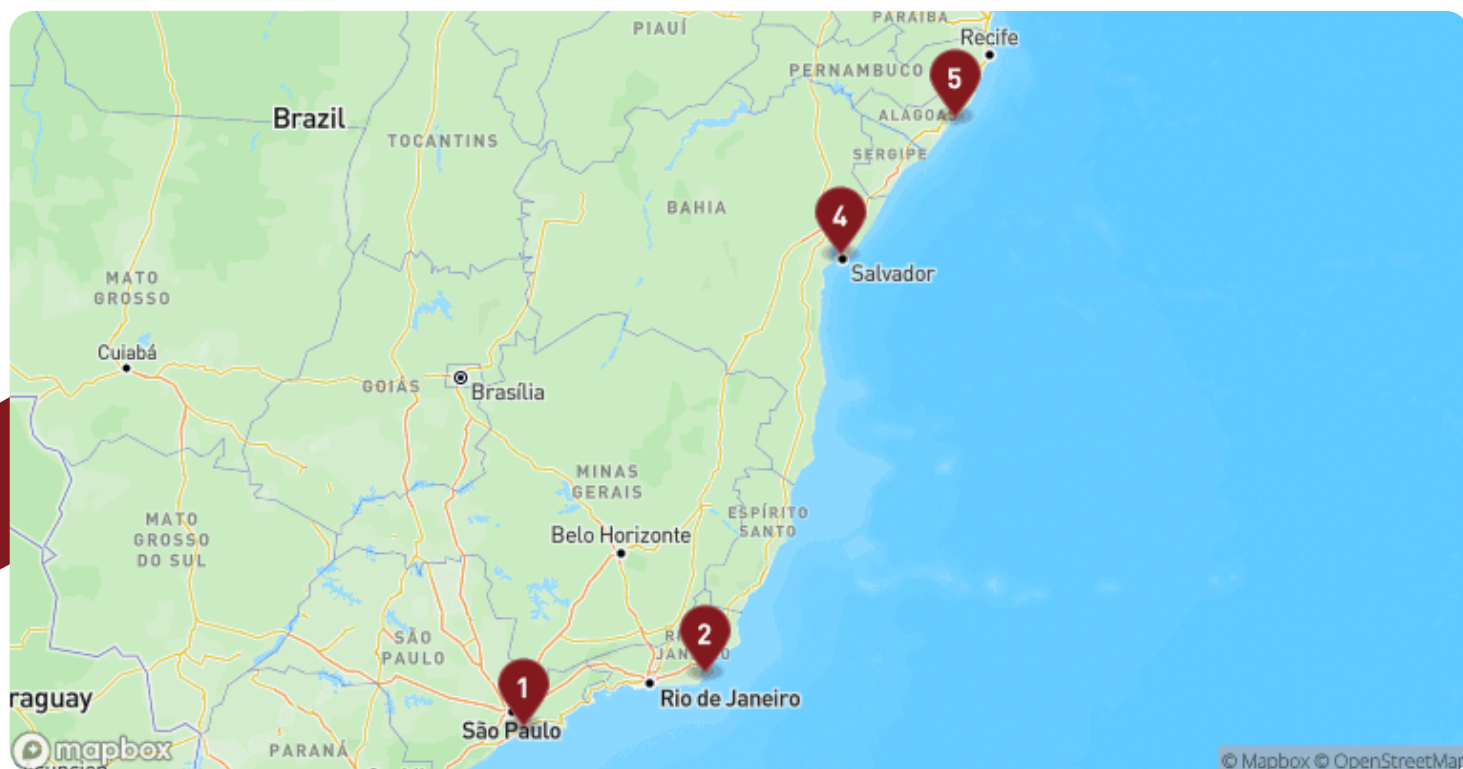 PARAÍBA
PIAUÍ
Recife
PERNAMBUCO
5
Brazil
ALAGOAS
TOCANTINS
SERGIPE
BAHIA
4
Salvador
MATO
GROSSO
Cuiabá
GOIÁS
Brasília
MINAS
GERAIS
MATO
GROSSO
DO SUL
ESPÍRITO
SANTO
Belo Horizonte
2
SÃO
PAULO
1
raguay
Rio de Janeiro
São Paulo
PARANÁ
mapbox
© Mapbox © OpenStreetMap